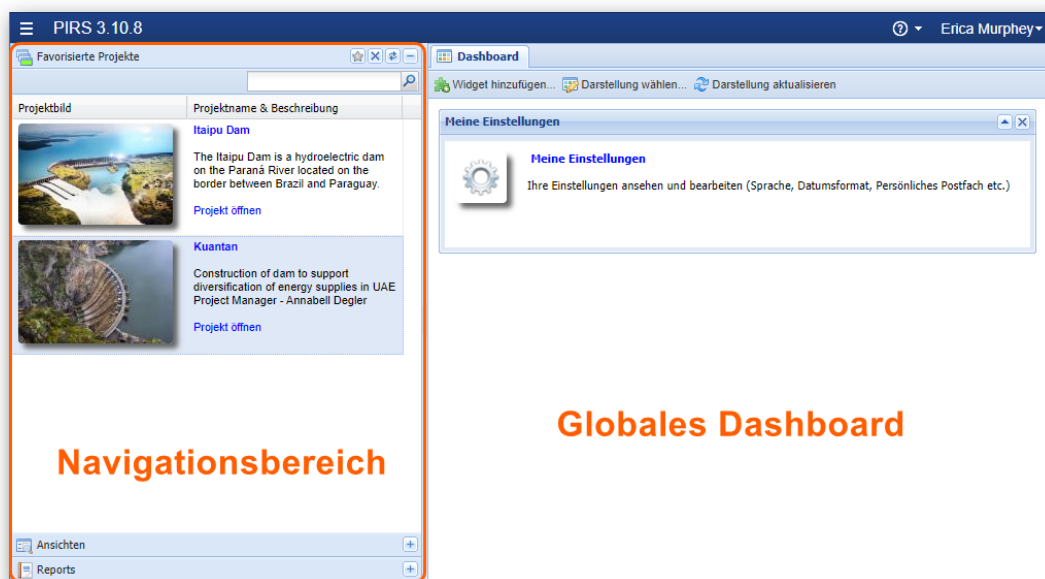 PIRS 3.10.8
Erica Murphey
Favorisierte Projekte
Projektbild
Projektname & Beschreibung
Itaipu Dam
The Itaipu Dam is a hydroelectric dam
on the Paraná River located on the
border between Brazil and Paraguay.
Projekt öffnen
Kuantan
Construction of dam to support
diversification of energy supplies in UAE
Project Manager - Annabell Degler
Projekt öffnen
Navigationsbereich
Ansichten
Reports
Dashboard
Widget hinzufügen... Darstellung wählen... Darstellung aktualisieren
Meine Einstellungen
Meine Einstellungen
Ihre Einstellungen ansehen und bearbeiten (Sprache, Datumsformat, Persönliches Postfach etc.)
Globales Dashboard